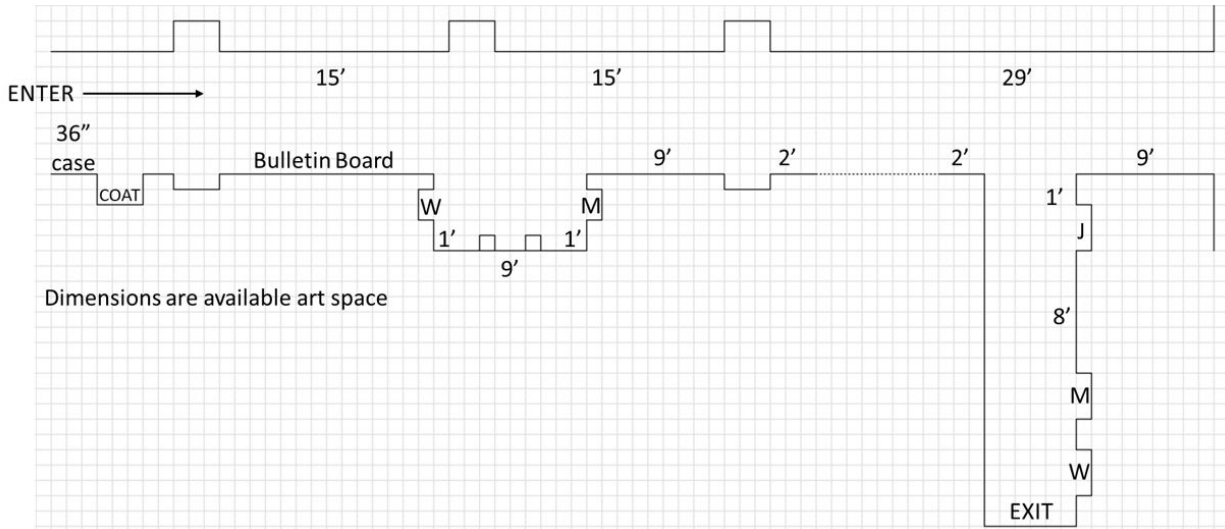 15’ 15’ 29’
ENTER
36”
case
Bulletin Board 9’ 2’ 2’ 9’
COAT
W M 1’
J
1’ 1’
9’
Dimensions are available art space
8’
M
W
EXIT